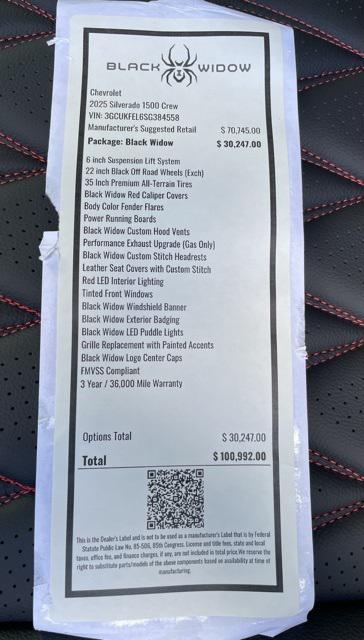 BLACK WIDOW
Chevrolet
2025 Silverado 1500 Crew
VIN: 3GCUKFEL6SG384558
Manufacturer's Suggested Retail $ 70,745.00
Package: Black Widow $ 30,247.00
6 inch Suspension Lift System
22 inch Black Off Road Wheels (Exch)
35 Inch Premium All-Terrain Tires
Black Widow Red Caliper Covers
Body Color Fender Flares
Power Running Boards
Black Widow Custom Hood Vents
Performance Exhaust Upgrade (Gas Only)
Black Widow Custom Stitch Headrests
Leather Seat Covers with Custom Stitch
Red LED Interior Lighting
Tinted Front Windows
Black Widow Windshield Banner
Black Widow Exterior Badging
Black Widow LED Puddle Lights
Grille Replacement with Painted Accents
Black Widow Logo Center Caps
FMVSS Compliant
3 Year / 36,000 Mile Warranty
Options Total $ 30,247.00
Total $ 100,992.00
This is the Dealer's Label and is not to be used as a manufacturer's Label that is by Federal
Statute Public Law No. 85-506, 85th Congress. License and title fees, state and local
taxes, office fee, and finance charges, if any, are not included in total price. We reserve the
right to substitute parts/models of the above components based on availability at time of
manufacturing.